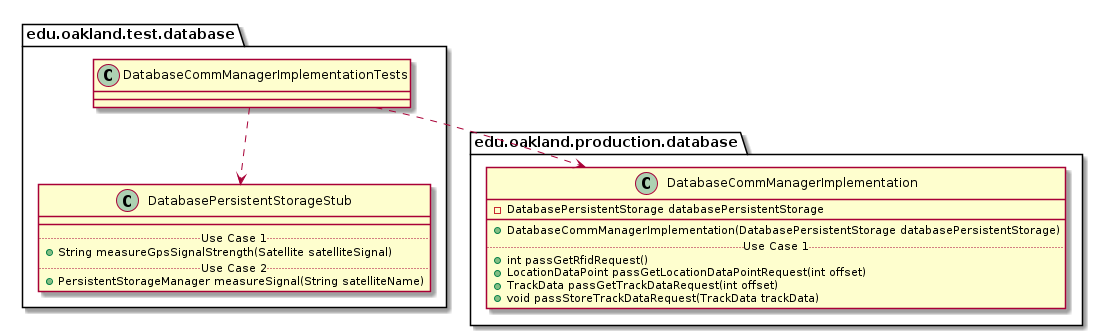 edu.oakland.test.database
C DatabaseCommManagerImplementationTests
C DatabasePersistentStorageStub
Use Case 1
String measureGpsSignalStrength(Satellite satelliteSignal)
Use Case 2
PersistentStorageManager measureSignal(String satelliteName)
edu.oakland.production.database
C DatabaseCommManagerImplementation
DatabasePersistentStorage databasePersistentStorage
DatabaseCommManagerImplementation(DatabasePersistentStorage databasePersistentStorage)
Use Case 1
int passGetRfidRequest()
LocationDataPoint passGetLocationDataPointRequest(int offset)
TrackData passGetTrackDataRequest(int offset)
void passStoreTrackDataRequest(TrackData trackData)